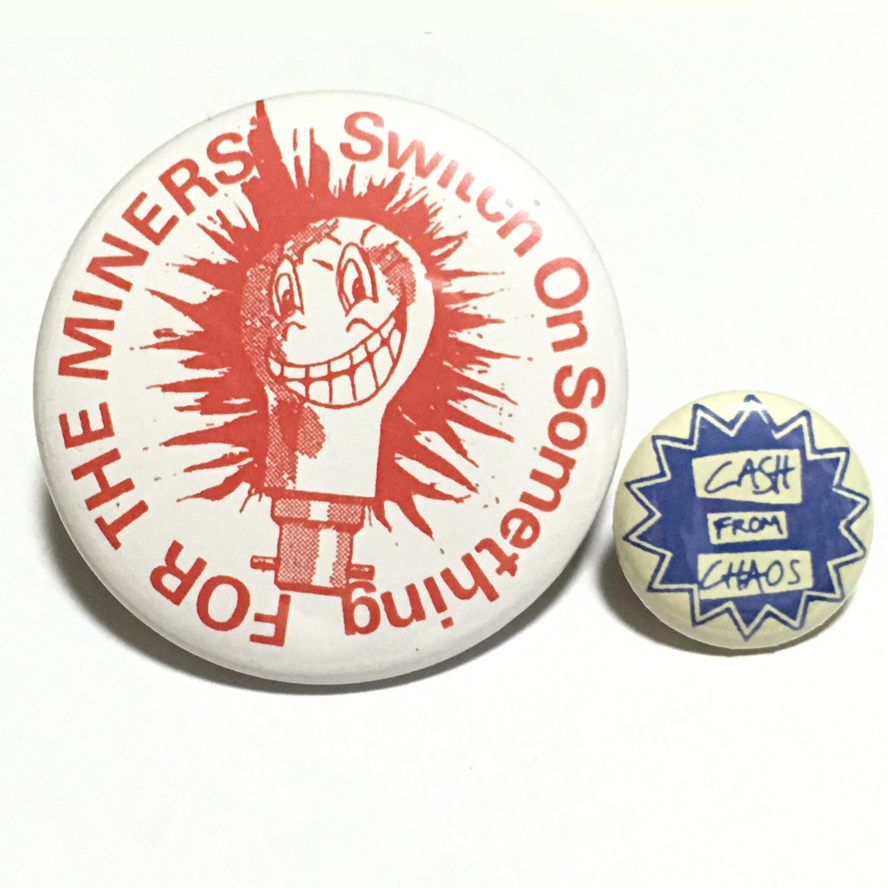 Switch On Something FOR THE MINERS
CASH
FROM
CHAOS